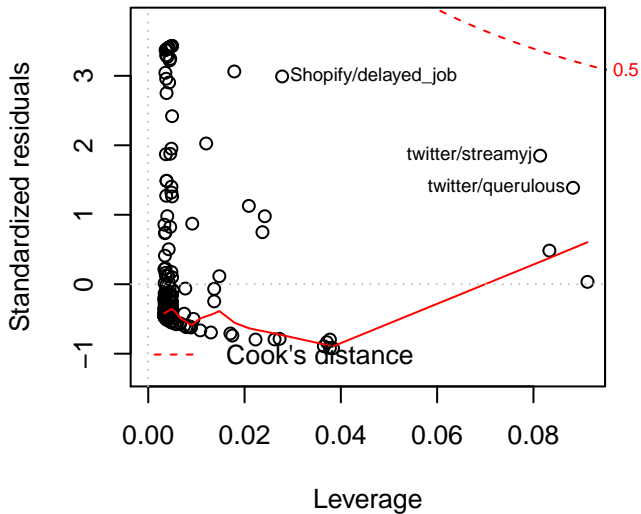 Standardized residuals
3
2
1
0
−1
Shopify/delayed_job
twitter/streamyj
twitter/querulous
0.5
Cook's distance
0.00 0.02 0.04 0.06 0.08
Leverage